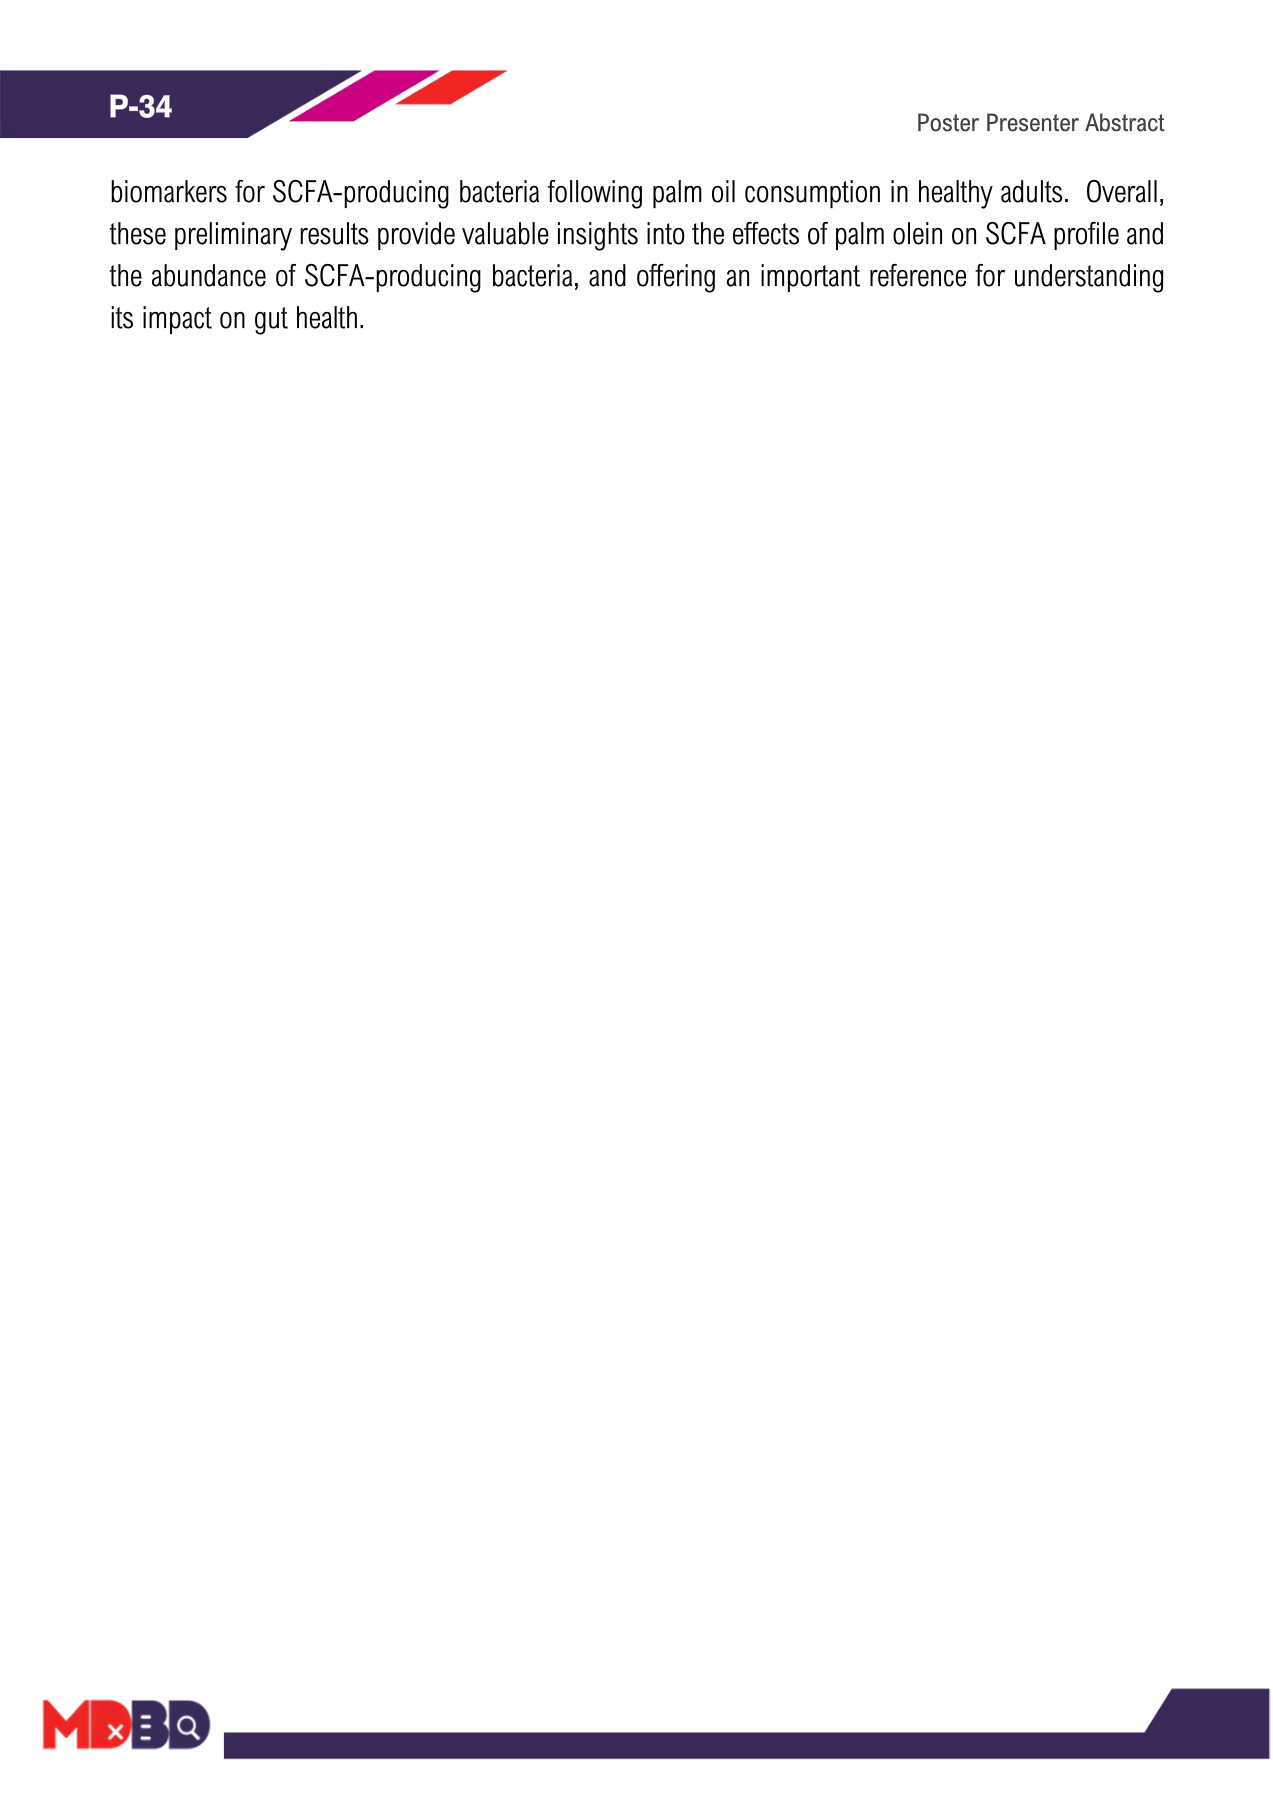 P-34
Poster Presenter Abstract
biomarkers for SCFA-producing bacteria following palm oil consumption in healthy adults.  Overall,
these preliminary results provide valuable insights into the effects of palm olein on SCFA profile and
the abundance of SCFA-producing bacteria, and offering an important reference for understanding
its impact on gut health.
MDxBD